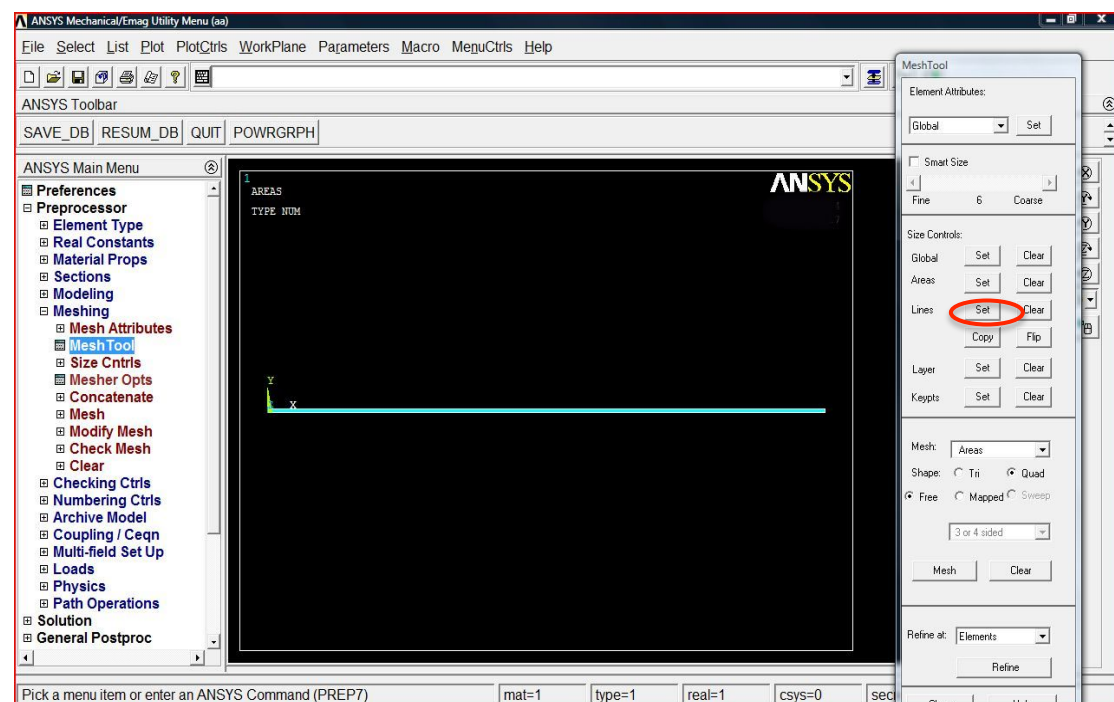 ANSYS Mechanical/Emag Utility Menu (aa)
File Select List Plot PlotCtrls WorkPlane Parameters Macro MenuCtrls Help
ANSYS Toolbar
SAVE_DB RESUM_DB QUIT POWRGRPH
ANSYS Main Menu
Preferences
Preprocessor
Element Type
Real Constants
Material Props
Sections
Modeling
Meshing
Mesh Attributes
MeshTool
Size Cntrls
Mesher Opts
Concatenate
Mesh
Modify Mesh
Check Mesh
Clear
Checking Ctrls
Numbering Ctrls
Archive Model
Coupling / Ceqn
Multi-field Set Up
Loads
Physics
Path Operations
Solution
General Postproc
1
AREAS
TYPE NUM
ANSYS
Y
X
MeshTool
Element Attributes:
Global Set
Smart Size
Fine 6 Coarse
Size Controls:
Global Set Clear
Areas Set Clear
Lines Set Clear
Copy Flip
Layer Set Clear
Keypts Set Clear
Mesh: Areas
Shape: Tri Quad
Free Mapped Sweep
3 or 4 sided
Mesh Clear
Refine at: Elements
Refine
Pick a menu item or enter an ANSYS Command (PREP7) mat=1 type=1 real=1 csys=0